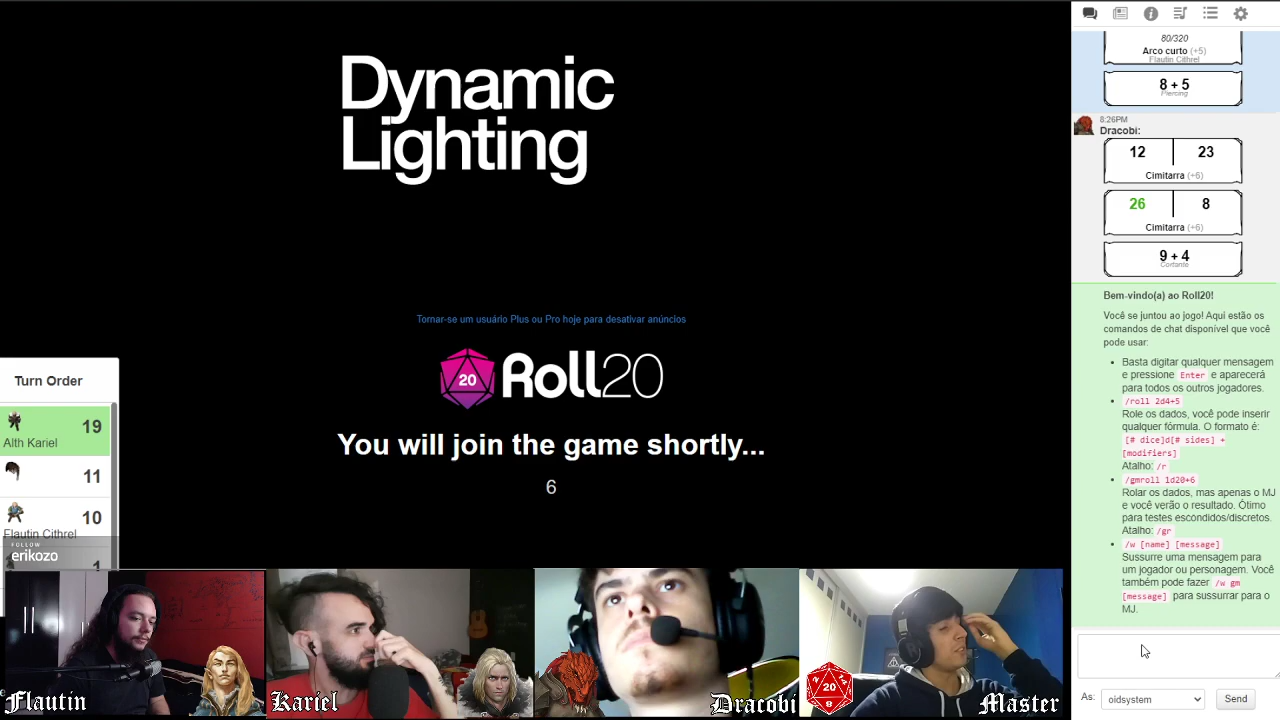 Dynamic
Lighting
Tornar-se um usuário Plus ou Pro hoje para desativar anúncios
20
Roll20
You will join the game shortly...
6
Turn Order
19
Alth Kariel
11
10
Flautin Cithrel
FOLLOW
erikozo
1
Flautin
Kariel
Dracobi
20
Master
80/320
Arco curto (+5)
Flautin Cithrel
8 + 5
Piercing
8:26PM
Dracobi:
12 23
Cimitarra (+6)
26 8
Cimitarra (+6)
9 + 4
Cortante
Bem-vindo(a) ao Roll20!
Você se juntou ao jogo! Aqui estão os
comandos de chat disponível que você
pode usar:
• Basta digitar qualquer mensagem
e pressione Enter e aparecerá
para todos os outros jogadores.
• /roll 2d4+5
Role os dados, você pode inserir
qualquer fórmula. O formato é:
[# dice]d[# sides] +
[modifiers]
Atalho: /r
• /gmroll 1d20+6
Rolar os dados, mas apenas o MJ
e você verão o resultado. Ótimo
para testes escondidos/discretos.
Atalho: /gr
• /w [name] [message]
Sussurre uma mensagem para
um jogador ou personagem. Você
também pode fazer /w gm
[message] para sussurrar para o
MJ.
As: oidsystem Send